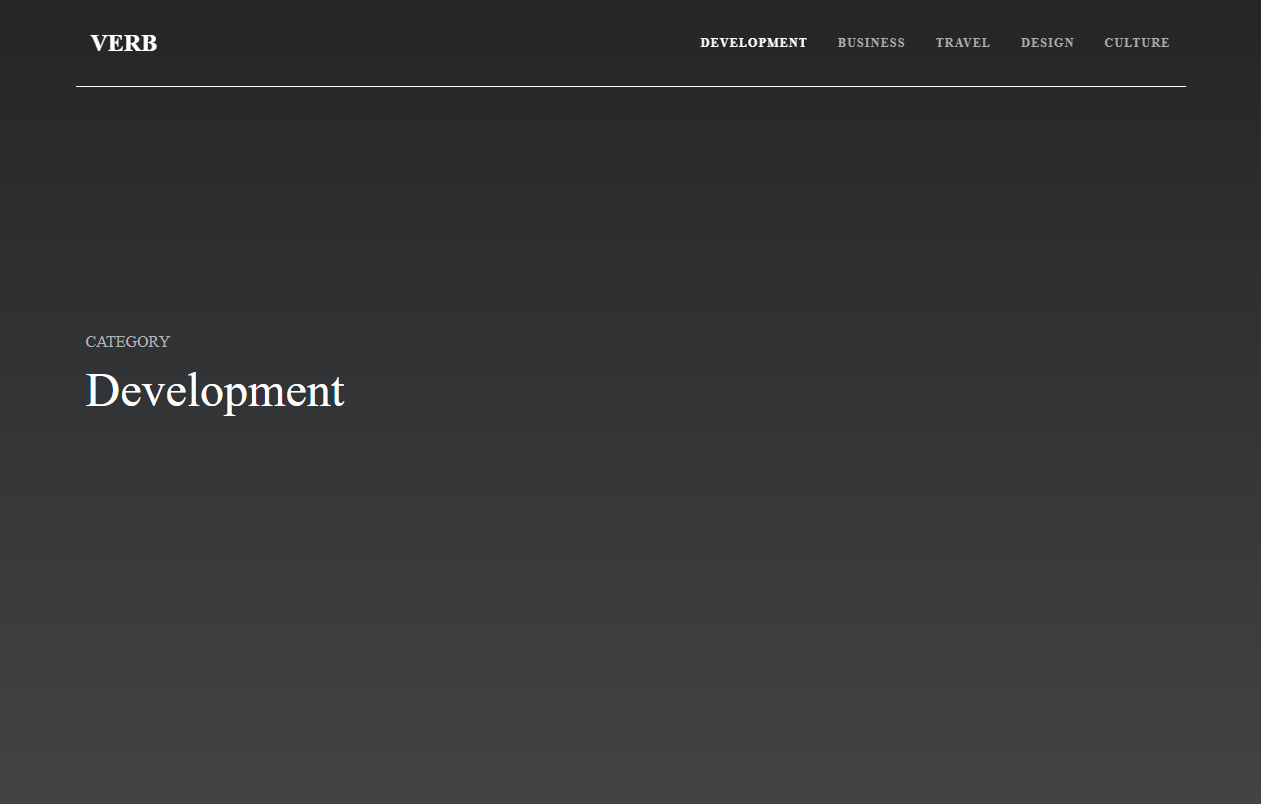 VERB
DEVELOPMENT BUSINESS TRAVEL DESIGN CULTURE
CATEGORY
Development